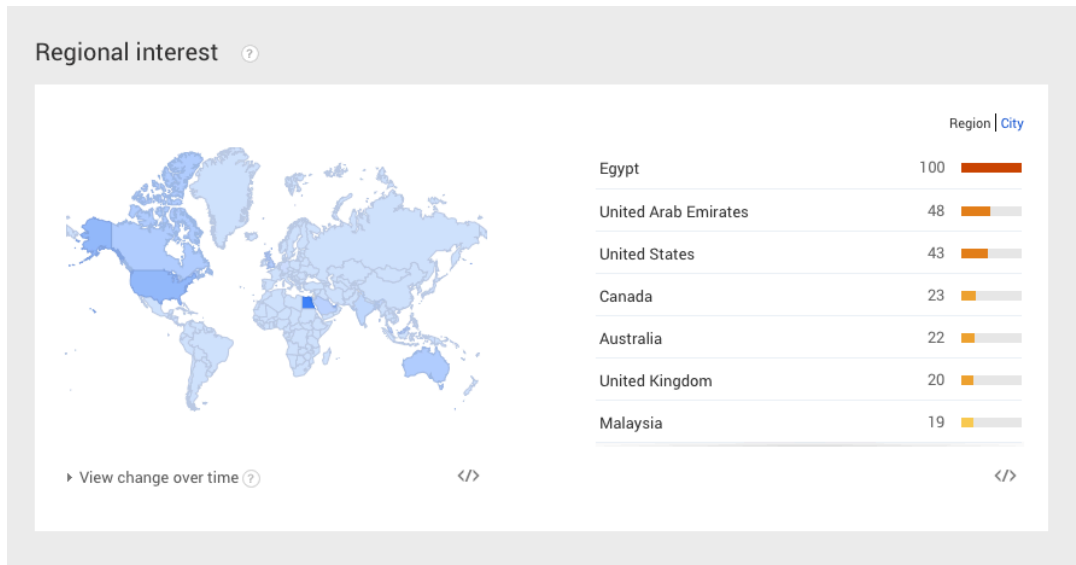 Regional interest ?
Region | City
Egypt 100
United Arab Emirates 48
United States 43
Canada 23
Australia 22
United Kingdom 20
Malaysia 19
View change over time ? </> </>